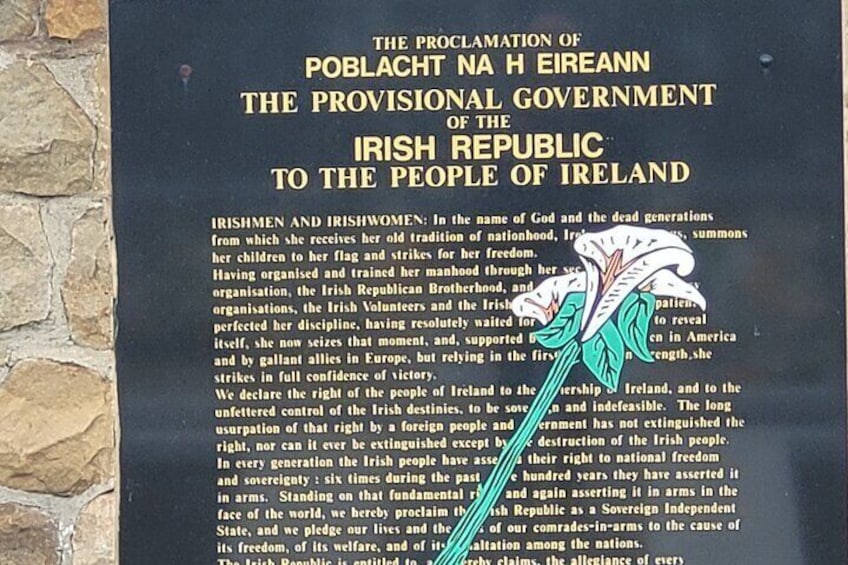 THE PROCLAMATION OF
POBLACHT NA H EIREANN
THE PROVISIONAL GOVERNMENT
OF THE
IRISH REPUBLIC
TO THE PEOPLE OF IRELAND
IRISHMEN AND IRISHWOMEN: In the name of God and the dead generations
from which she receives her old tradition of nationhood, summons
her children to her flag and strikes for her freedom.
Having organised and trained her manhood through her
organisation, the Irish Republican Brotherhood, and
organisations, the Irish Volunteers and the Irish
perfected her discipline, having resolutely waited for to reveal
itself, she now seizes that moment, and, supported in America
and by gallant allies in Europe, but relying in the she
strikes in full confidence of victory.
We declare the right of the people of Ireland to the Ireland, and to the
unfettered control of the Irish destinies, to be and indefeasible. The long
usurpation of that right by a foreign people and has not extinguished the
right, nor can it ever be extinguished except by destruction of the Irish people.
In every generation the Irish people have their right to national freedom
and sovereignty : six times during the past hundred years they have asserted it
in arms. Standing on that fundamental and again asserting it in arms in the
face of the world, we hereby proclaim Republic as a Sovereign Independent
State, and we pledge our lives and the of our comrades-in-arms to the cause of
its freedom, of its welfare, and of its among the nations.
The Irish Republic is entitled to, claims, the allegiance of every